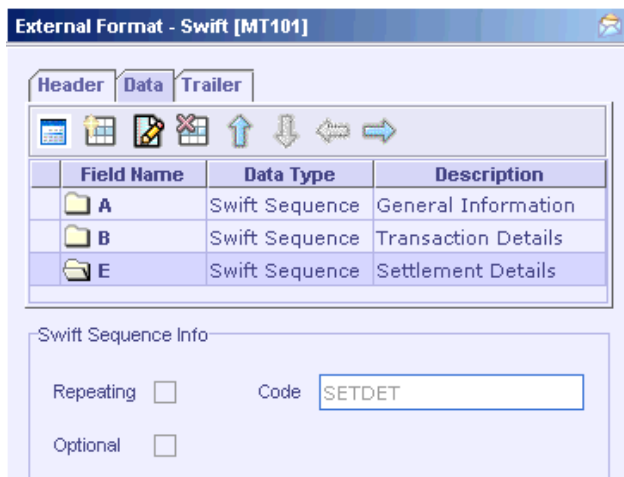 External Format - Swift [MT101]
Header Data Trailer
Field Name Data Type Description
A Swift Sequence General Information
B Swift Sequence Transaction Details
E Swift Sequence Settlement Details
Swift Sequence Info
Repeating Code SETDET
Optional